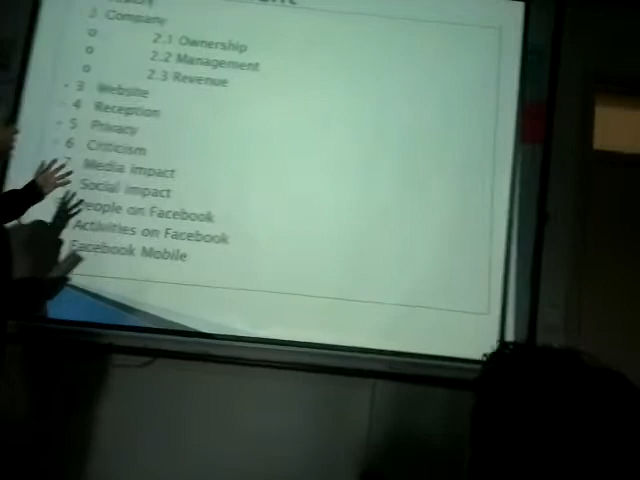 2 Company
o 2.1 Ownership
o 2.2 Management
o 2.3 Revenue
- 3 Website
- 4 Reception
- 5 Privacy
- 6 Criticism
Media impact
Social impact
People on Facebook
Activities on Facebook
Facebook Mobile